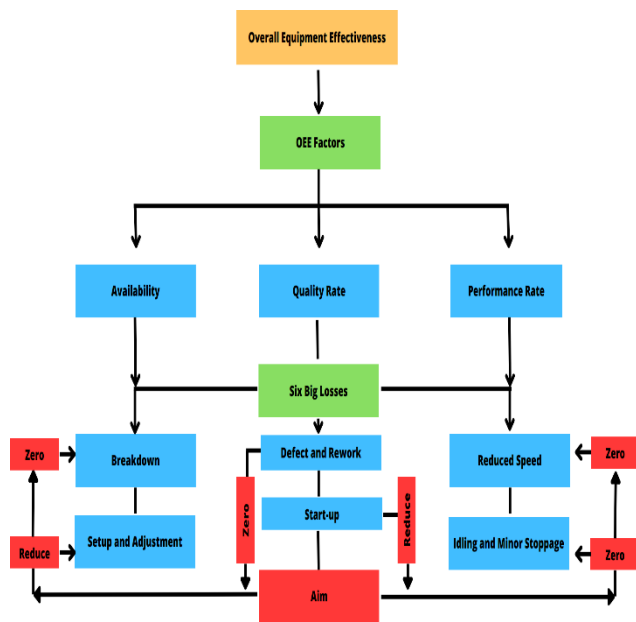 Overall Equipment Effectiveness
OEE Factors
Availability
Quality Rate
Performance Rate
Six Big Losses
Zero
Breakdown
Defect and Rework
Reduced Speed
Zero
Zero
Reduce
Start-up
Reduce
Setup and Adjustment
Idling and Minor Stoppage
Zero
Aim